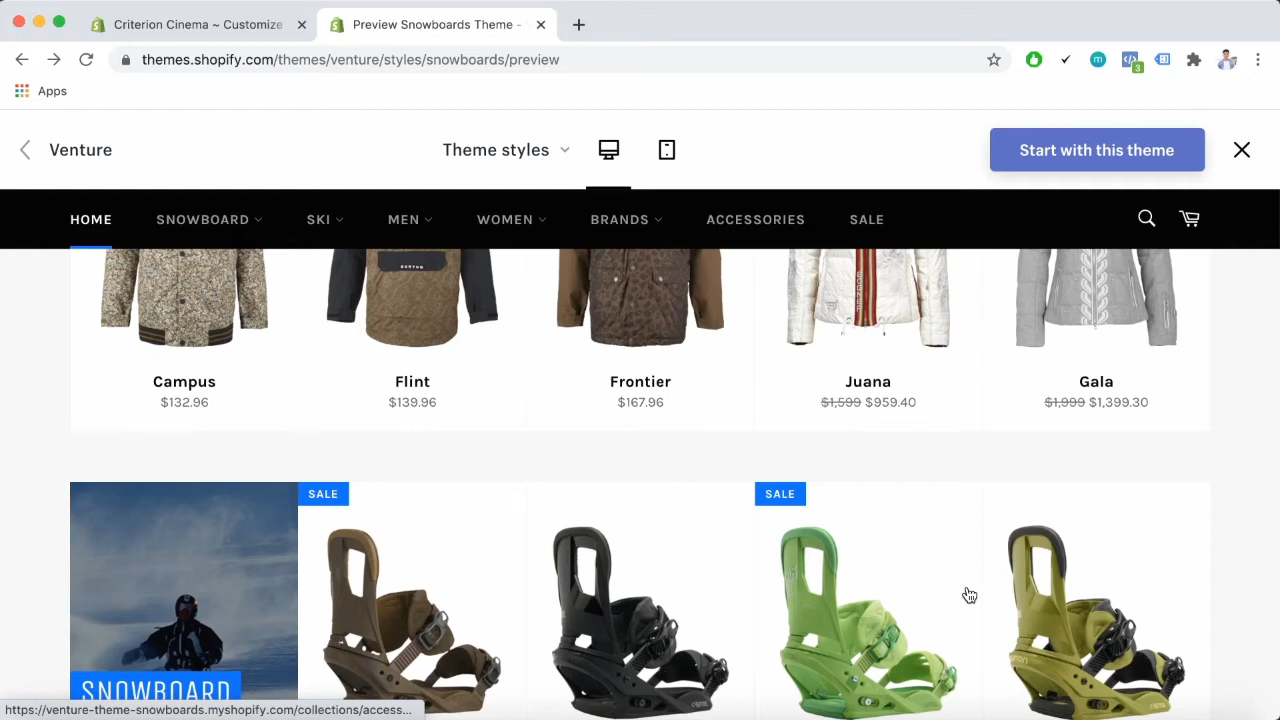 Criterion Cinema ~ Customize
Preview Snowboards Theme -
themes.shopify.com/themes/venture/styles/snowboards/preview
m
3
Apps
Venture
Theme styles
Start with this theme
HOME
SNOWBOARD
SKI
MEN
WOMEN
BRANDS
ACCESSORIES
SALE
BURTON
Campus
$132.96
Flint
$139.96
Frontier
$167.96
Juana
$1,599 $959.40
Gala
$1,999 $1,399.30
SALE
SALE
SNOWBOARD
https://venture-theme-snowboards.myshopify.com/collections/access...